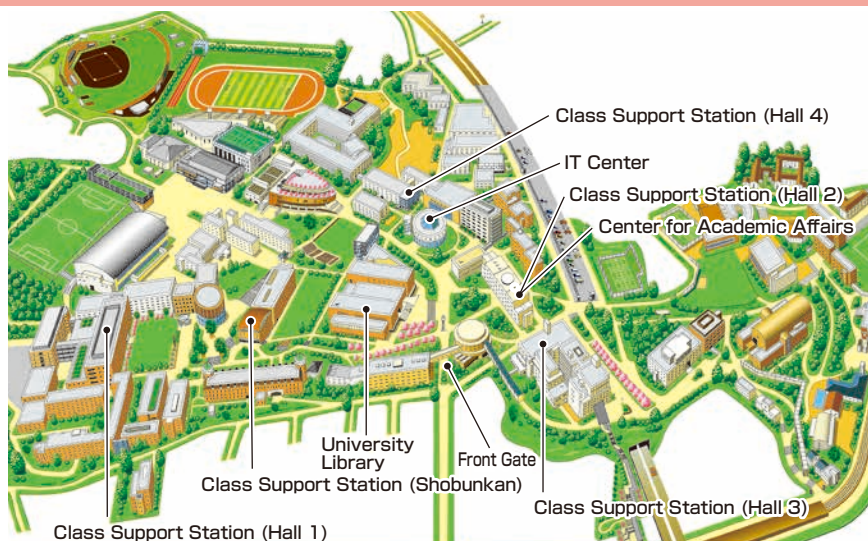 Class Support Station (Hall 4)
IT Center
Class Support Station (Hall 2)
Center for Academic Affairs
University
Library
Front Gate
Class Support Station (Shobunkan)
Class Support Station (Hall 3)
Class Support Station (Hall 1)